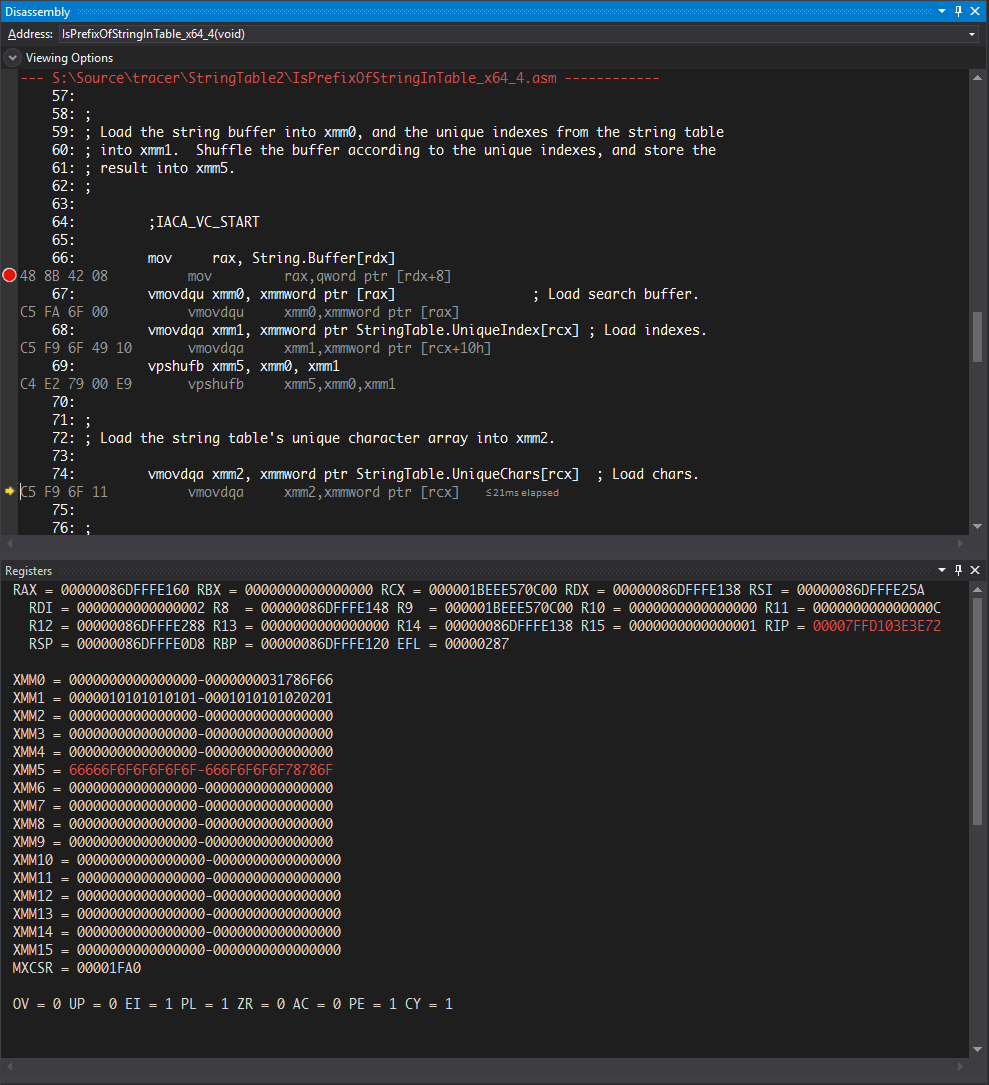 Disassembly
Address: IsPrefixOfStringInTable_x64_4(void)
Viewing Options
--- S:\Source\tracer\StringTable2\IsPrefixOfStringInTable_x64_4.asm ------------
57:
58: ;
59: ; Load the string buffer into xmm0, and the unique indexes from the string table
60: ; into xmm1.  Shuffle the buffer according to the unique indexes, and store the
61: ; result into xmm5.
62: ;
63:
64:         ;IACA_VC_START
65:
66:         mov     rax, String.Buffer[rdx]
48 8B 42 08          mov         rax,qword ptr [rdx+8]
67:         vmovdqu xmm0, xmmword ptr [rax]                 ; Load search buffer.
C5 FA 6F 00          vmovdqu     xmm0,xmmword ptr [rax]
68:         vmovdqa xmm1, xmmword ptr StringTable.UniqueIndex[rcx] ; Load indexes.
C5 F9 6F 49 10       vmovdqa     xmm1,xmmword ptr [rcx+10h]
69:         vpshufb xmm5, xmm0, xmm1
C4 E2 79 00 E9       vpshufb     xmm5,xmm0,xmm1
70:
71: ;
72: ; Load the string table's unique character array into xmm2.
73:
74:         vmovdqa xmm2, xmmword ptr StringTable.UniqueChars[rcx]  ; Load chars.
C5 F9 6F 11          vmovdqa     xmm2,xmmword ptr [rcx]   ≤21ms elapsed
75:
76: ;
Registers
RAX = 00000086DFFFE160 RBX = 0000000000000000 RCX = 000001BEEE570C00 RDX = 00000086DFFFE138 RSI = 00000086DFFFE25A
RDI = 0000000000000002 R8  = 00000086DFFFE148 R9  = 000001BEEE570C00 R10 = 0000000000000000 R11 = 000000000000000C
R12 = 00000086DFFFE288 R13 = 0000000000000000 R14 = 00000086DFFFE138 R15 = 0000000000000001 RIP = 00007FFD103E3E72
RSP = 00000086DFFFE0D8 RBP = 00000086DFFFE120 EFL = 00000287
XMM0 = 0000000000000000-0000000031786F66
XMM1 = 0000010101010101-0001010101020201
XMM2 = 0000000000000000-0000000000000000
XMM3 = 0000000000000000-0000000000000000
XMM4 = 0000000000000000-0000000000000000
XMM5 = 66666F6F6F6F6F6F-666F6F6F6F78786F
XMM6 = 0000000000000000-0000000000000000
XMM7 = 0000000000000000-0000000000000000
XMM8 = 0000000000000000-0000000000000000
XMM9 = 0000000000000000-0000000000000000
XMM10 = 0000000000000000-0000000000000000
XMM11 = 0000000000000000-0000000000000000
XMM12 = 0000000000000000-0000000000000000
XMM13 = 0000000000000000-0000000000000000
XMM14 = 0000000000000000-0000000000000000
XMM15 = 0000000000000000-0000000000000000
MXCSR = 00001FA0
OV = 0 UP = 0 EI = 1 PL = 1 ZR = 0 AC = 0 PE = 1 CY = 1